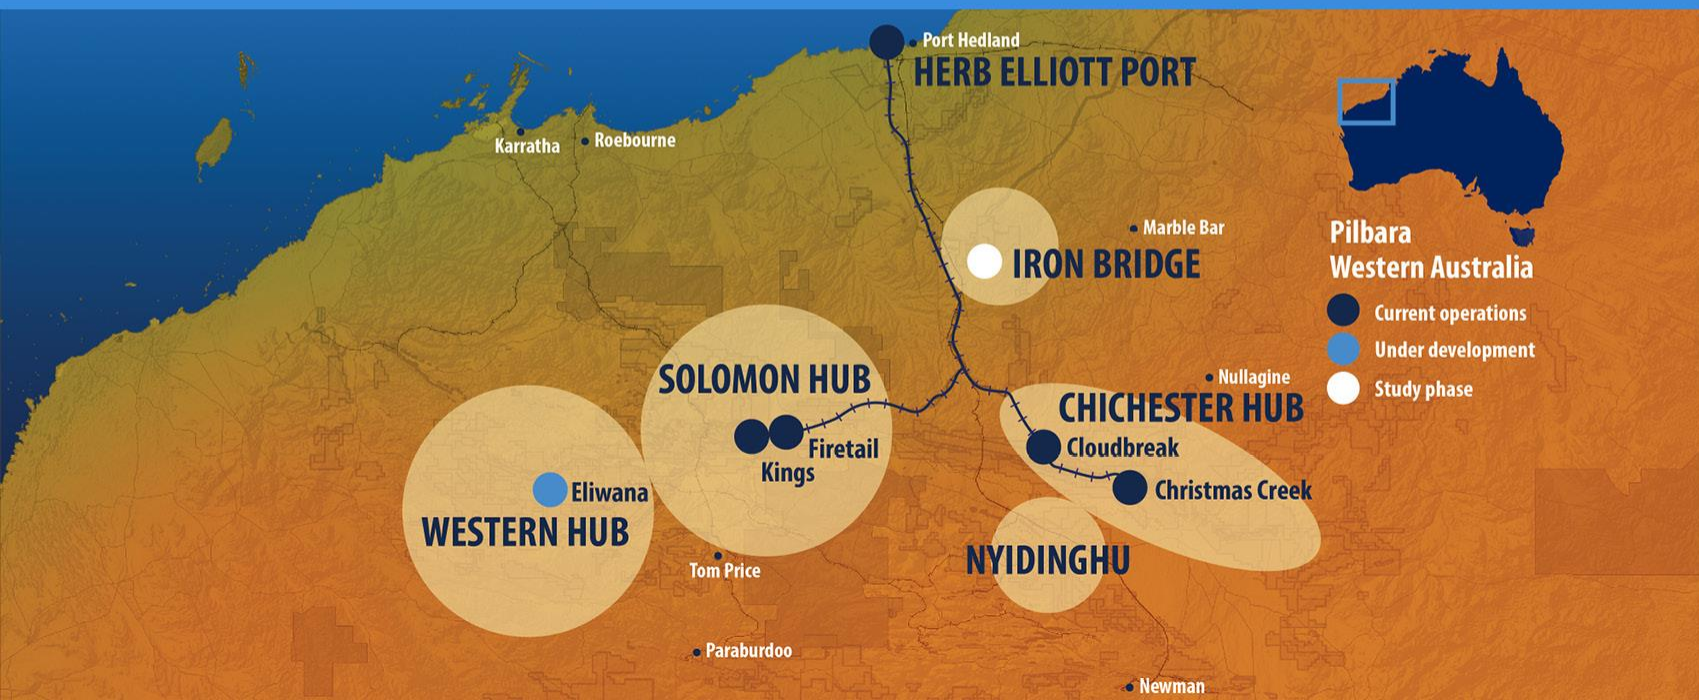 Port Hedland
HERB ELLIOTT PORT
Karratha
Roebourne
Marble Bar
IRON BRIDGE
Pilbara
Western Australia
Current operations
Under development
Study phase
SOLOMON HUB
Firetail
Kings
Nullagine
CHICHESTER HUB
Cloudbreak
Christmas Creek
Eliwana
WESTERN HUB
NYIDINGHU
Tom Price
Paraburdoo
Newman